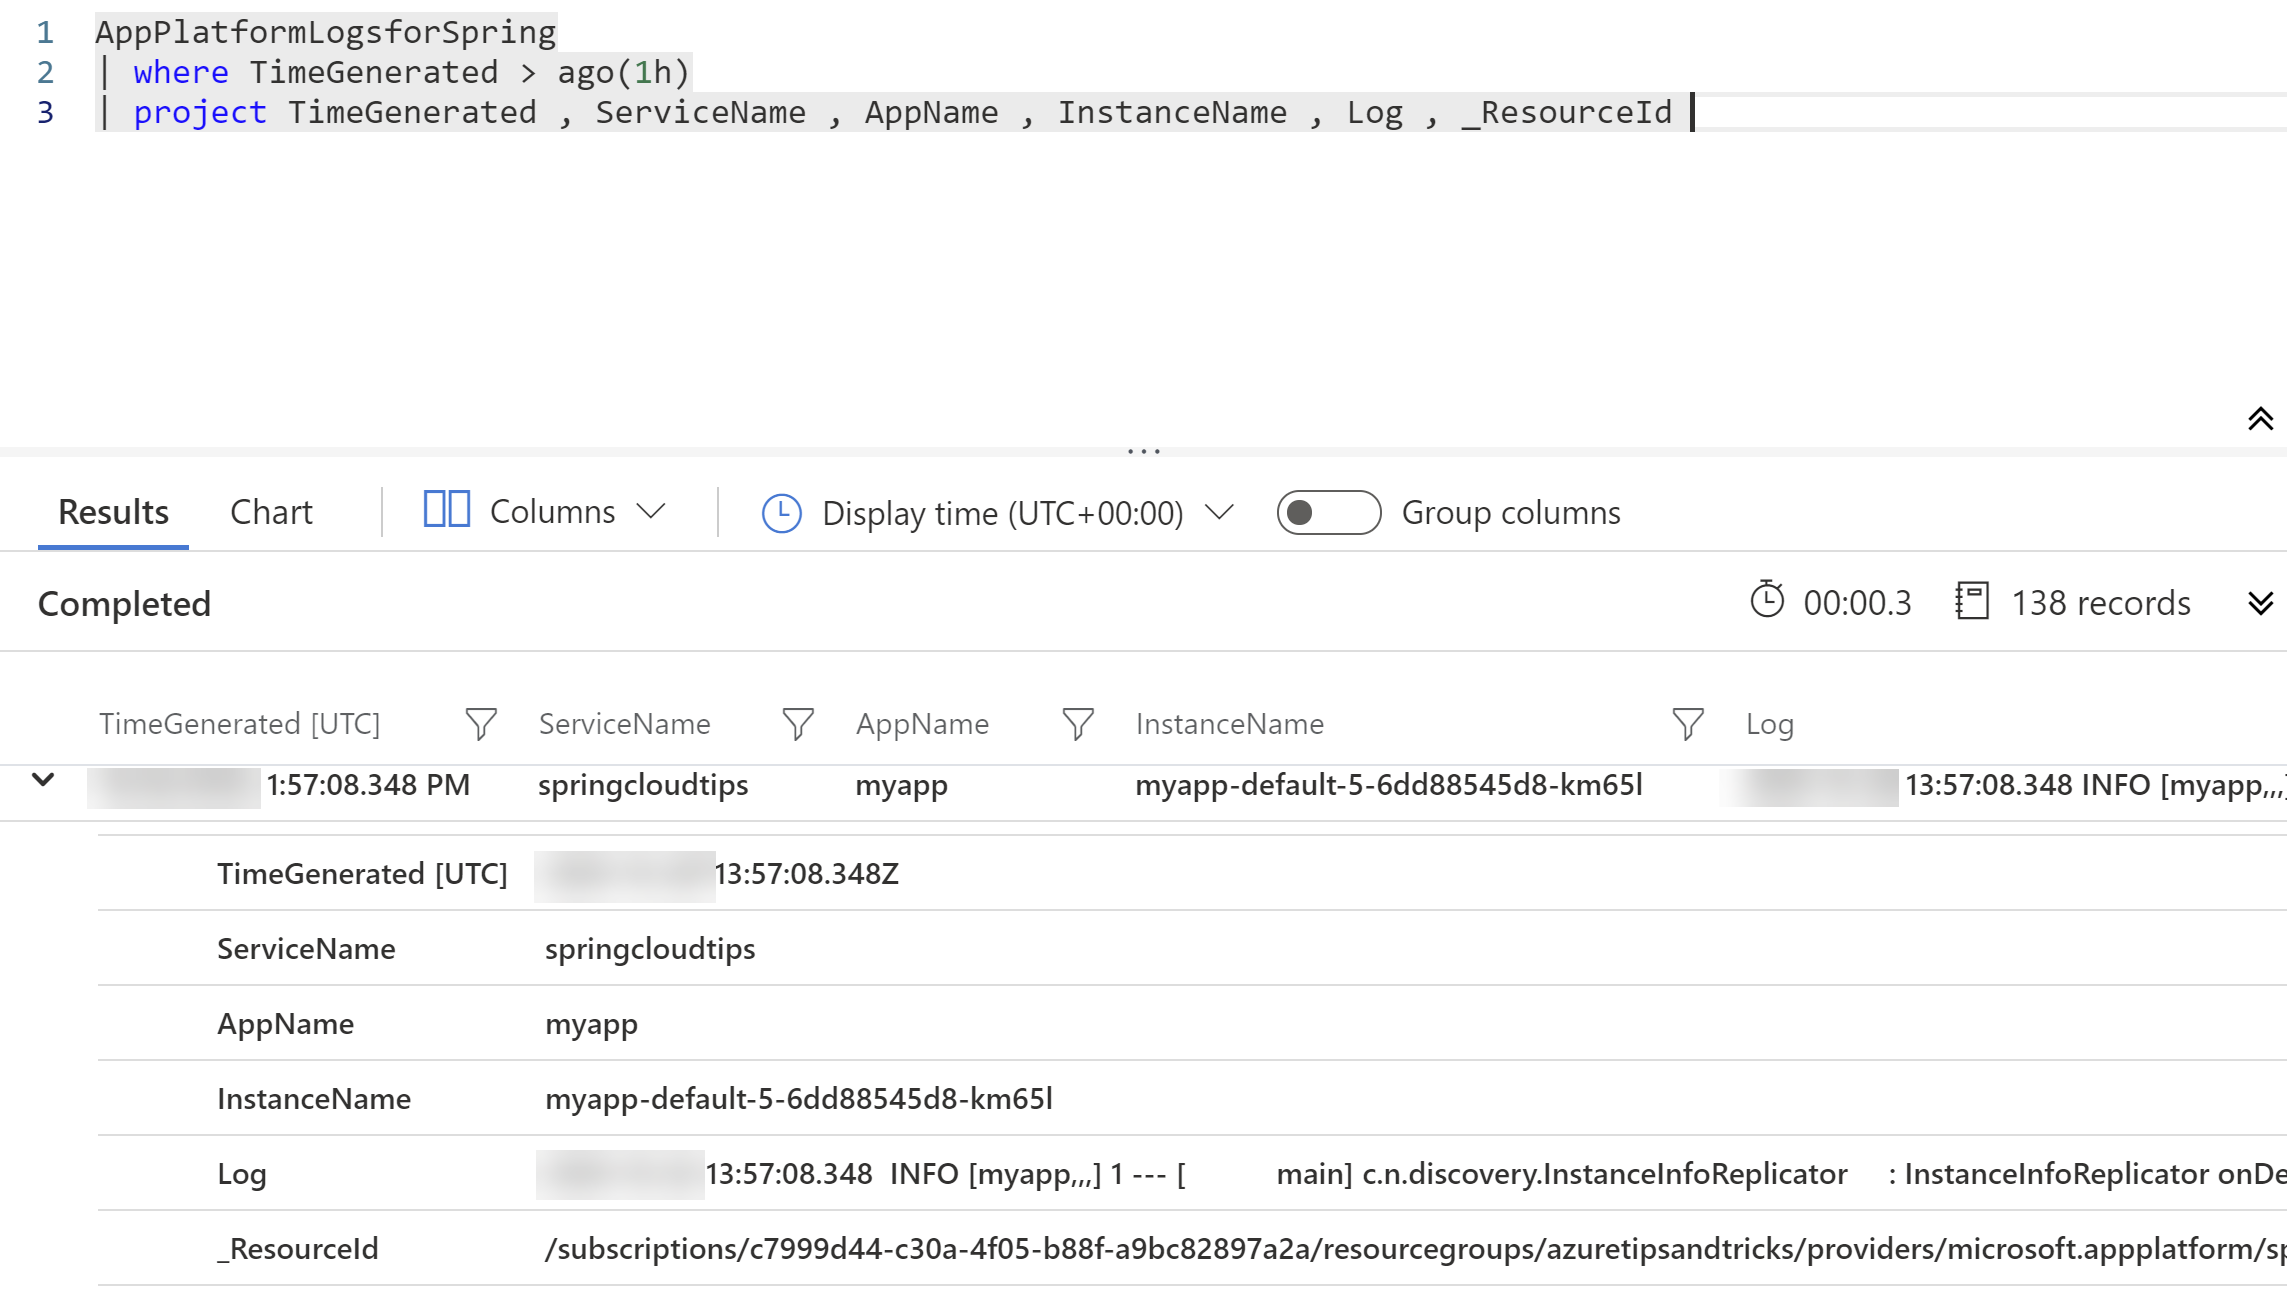 1 AppPlatformLogsforSpring
2 | where TimeGenerated > ago(1h)
3 | project TimeGenerated , ServiceName , AppName , InstanceName , Log , _ResourceId
Results Chart Columns Display time (UTC+00:00) Group columns
Completed 00:00.3 138 records
TimeGenerated [UTC] ServiceName AppName InstanceName Log
1:57:08.348 PM springcloudtips myapp myapp-default-5-6dd88545d8-km65l 13:57:08.348 INFO [myapp,,,]
TimeGenerated [UTC] 13:57:08.348Z
ServiceName springcloudtips
AppName myapp
InstanceName myapp-default-5-6dd88545d8-km65l
Log 13:57:08.348 INFO [myapp,,,] 1 --- [ main] c.n.discovery.InstanceInfoReplicator : InstanceInfoReplicator onDe
_ResourceId /subscriptions/c7999d44-c30a-4f05-b88f-a9bc82897a2a/resourcegroups/azuretipsandtricks/providers/microsoft.appplatform/sp